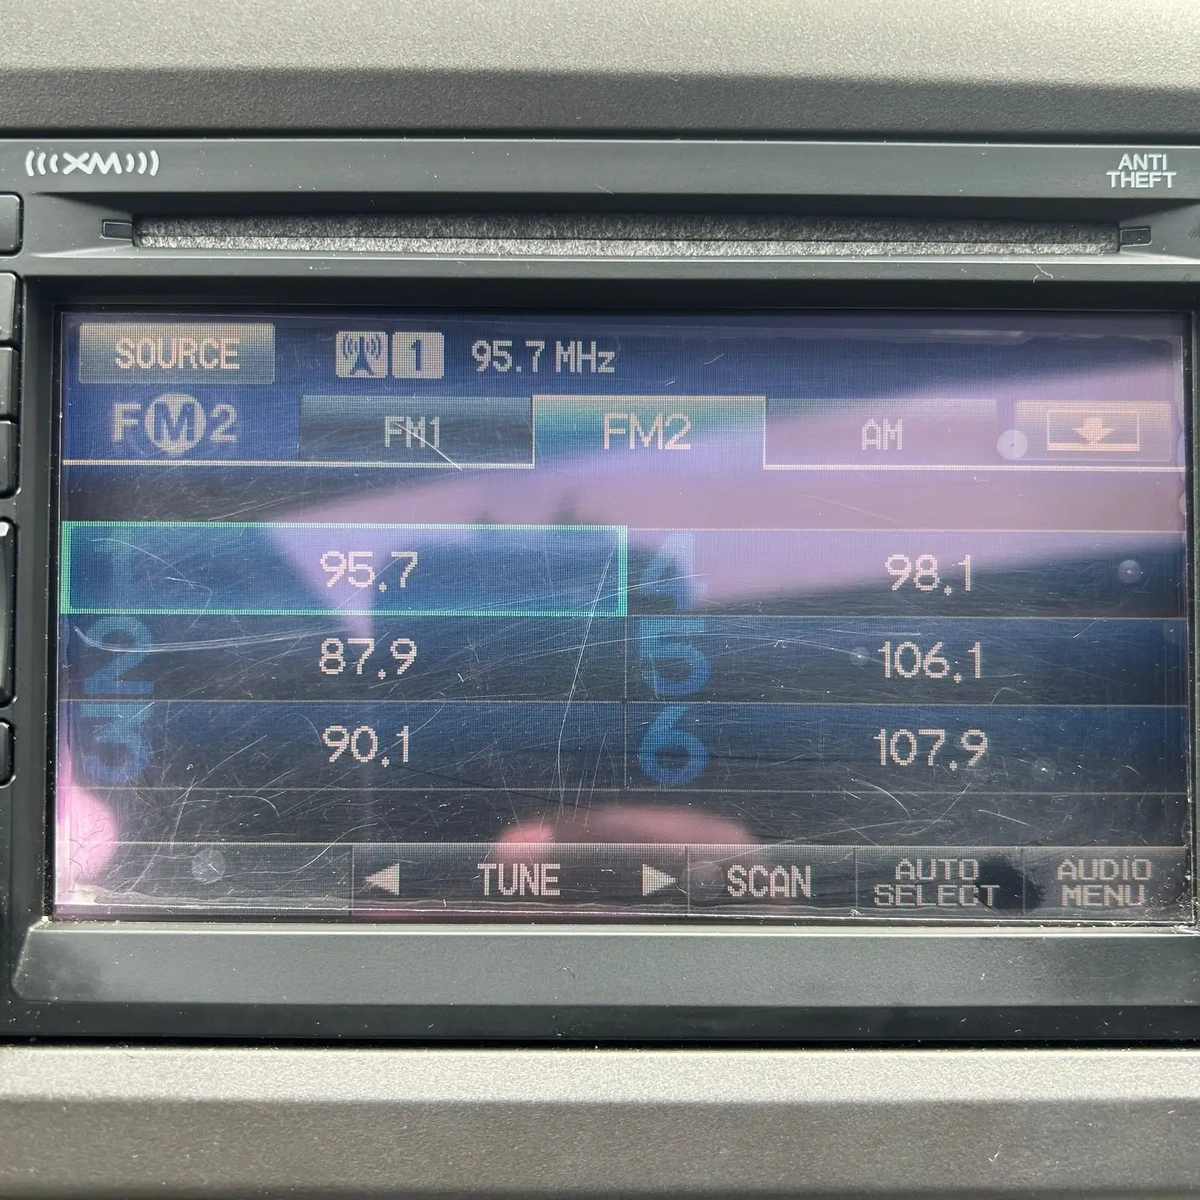 (((XM)))
ANTI
THEFT
SOURCE
1 95.7 MHz
FM2
FM1 FM2 AM
1 95.7
4 98.1
2 87.9
5 106.1
3 90.1
6 107.9
TUNE SCAN
AUTO
SELECT
AUDIO
MENU